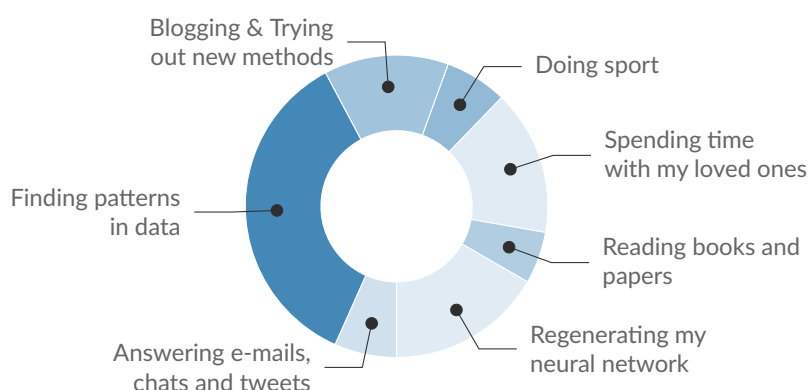 Blogging & Trying
out new methods
Doing sport
Spending time
with my loved ones
Finding patterns
in data
Reading books and
papers
Regenerating my
neural network
Answering e-mails,
chats and tweets